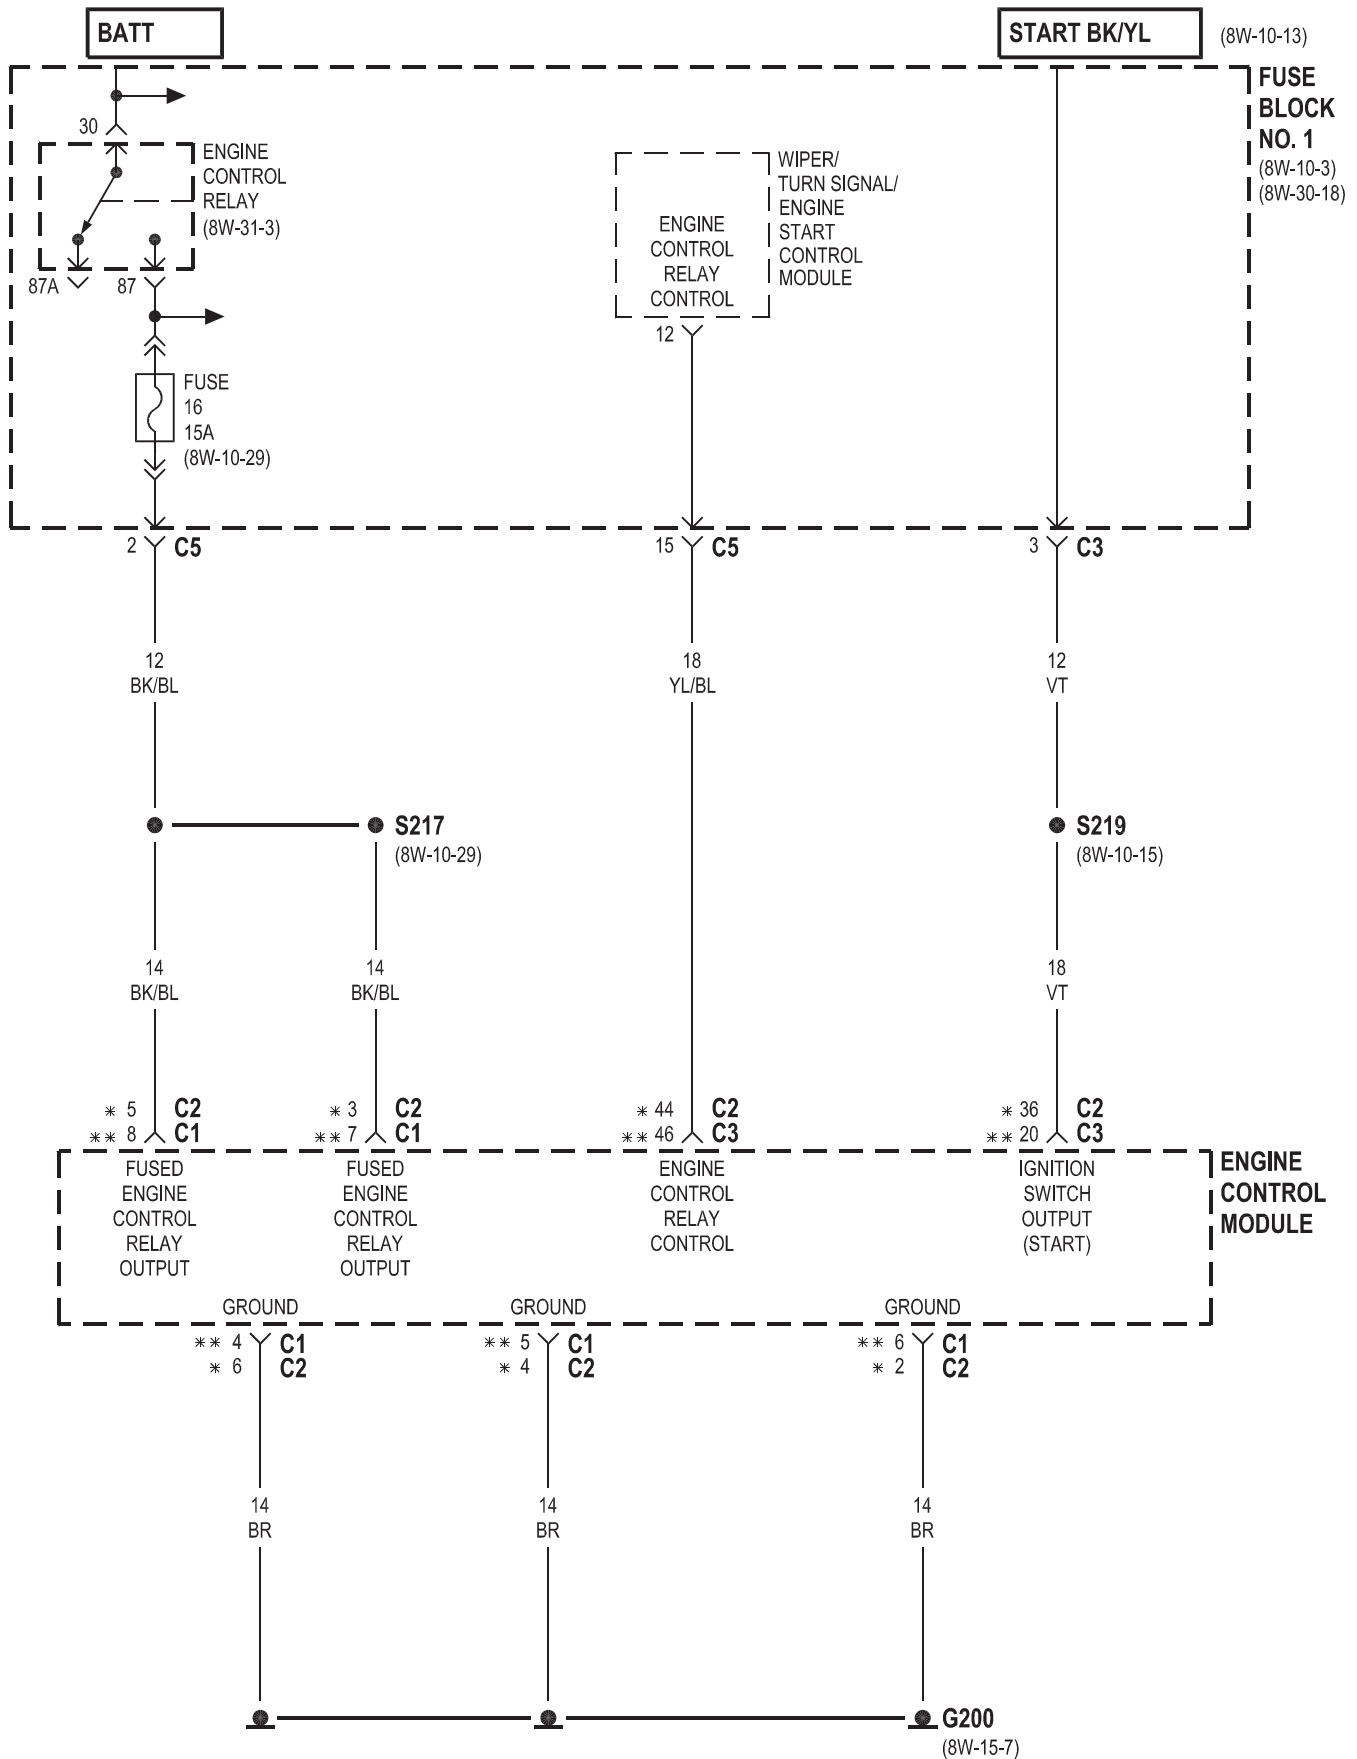 BATT
START BK/YL
(8W-10-13)
FUSE
BLOCK
NO. 1
(8W-10-3)
(8W-30-18)
30
ENGINE
CONTROL
RELAY
(8W-31-3)
87A
87
FUSE
16
15A
(8W-10-29)
WIPER/
TURN SIGNAL/
ENGINE
START
CONTROL
MODULE
ENGINE
CONTROL
RELAY
CONTROL
12
2 C5
15 C5
3 C3
12
BK/BL
18
YL/BL
12
VT
S217
(8W-10-29)
S219
(8W-10-15)
14
BK/BL
14
BK/BL
18
VT
* 5 C2
** 8 C1
* 3 C2
** 7 C1
* 44 C2
** 46 C3
* 36 C2
** 20 C3
FUSED
ENGINE
CONTROL
RELAY
OUTPUT
FUSED
ENGINE
CONTROL
RELAY
OUTPUT
ENGINE
CONTROL
RELAY
CONTROL
IGNITION
SWITCH
OUTPUT
(START)
ENGINE
CONTROL
MODULE
GROUND
GROUND
GROUND
** 4 C1
* 6 C2
** 5 C1
* 4 C2
** 6 C1
* 2 C2
14
BR
14
BR
14
BR
G200
(8W-15-7)